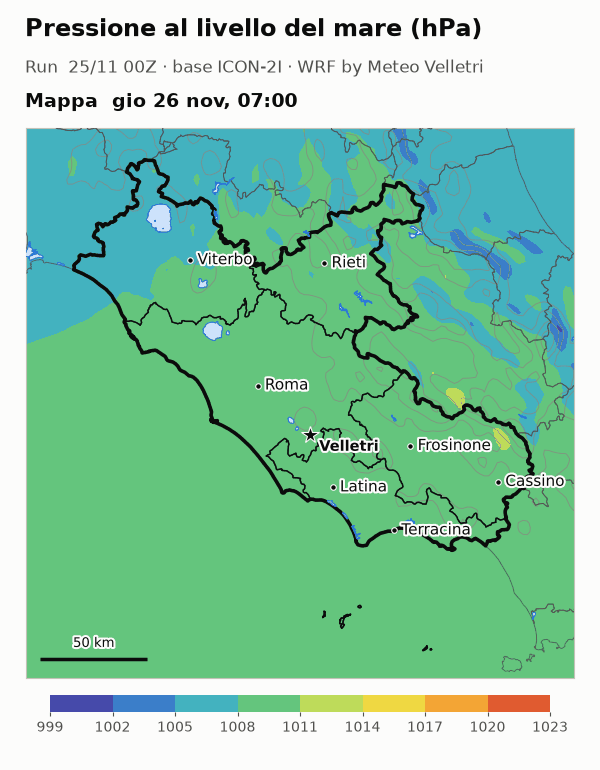 Pressione al livello del mare (hPa)
Run  25/11 00Z · base ICON-2I · WRF by Meteo Velletri
Mappa  gio 26 nov, 07:00
Viterbo
Rieti
Roma
Velletri
Frosinone
Cassino
Latina
Terracina
50 km
999 1002 1005 1008 1011 1014 1017 1020 1023